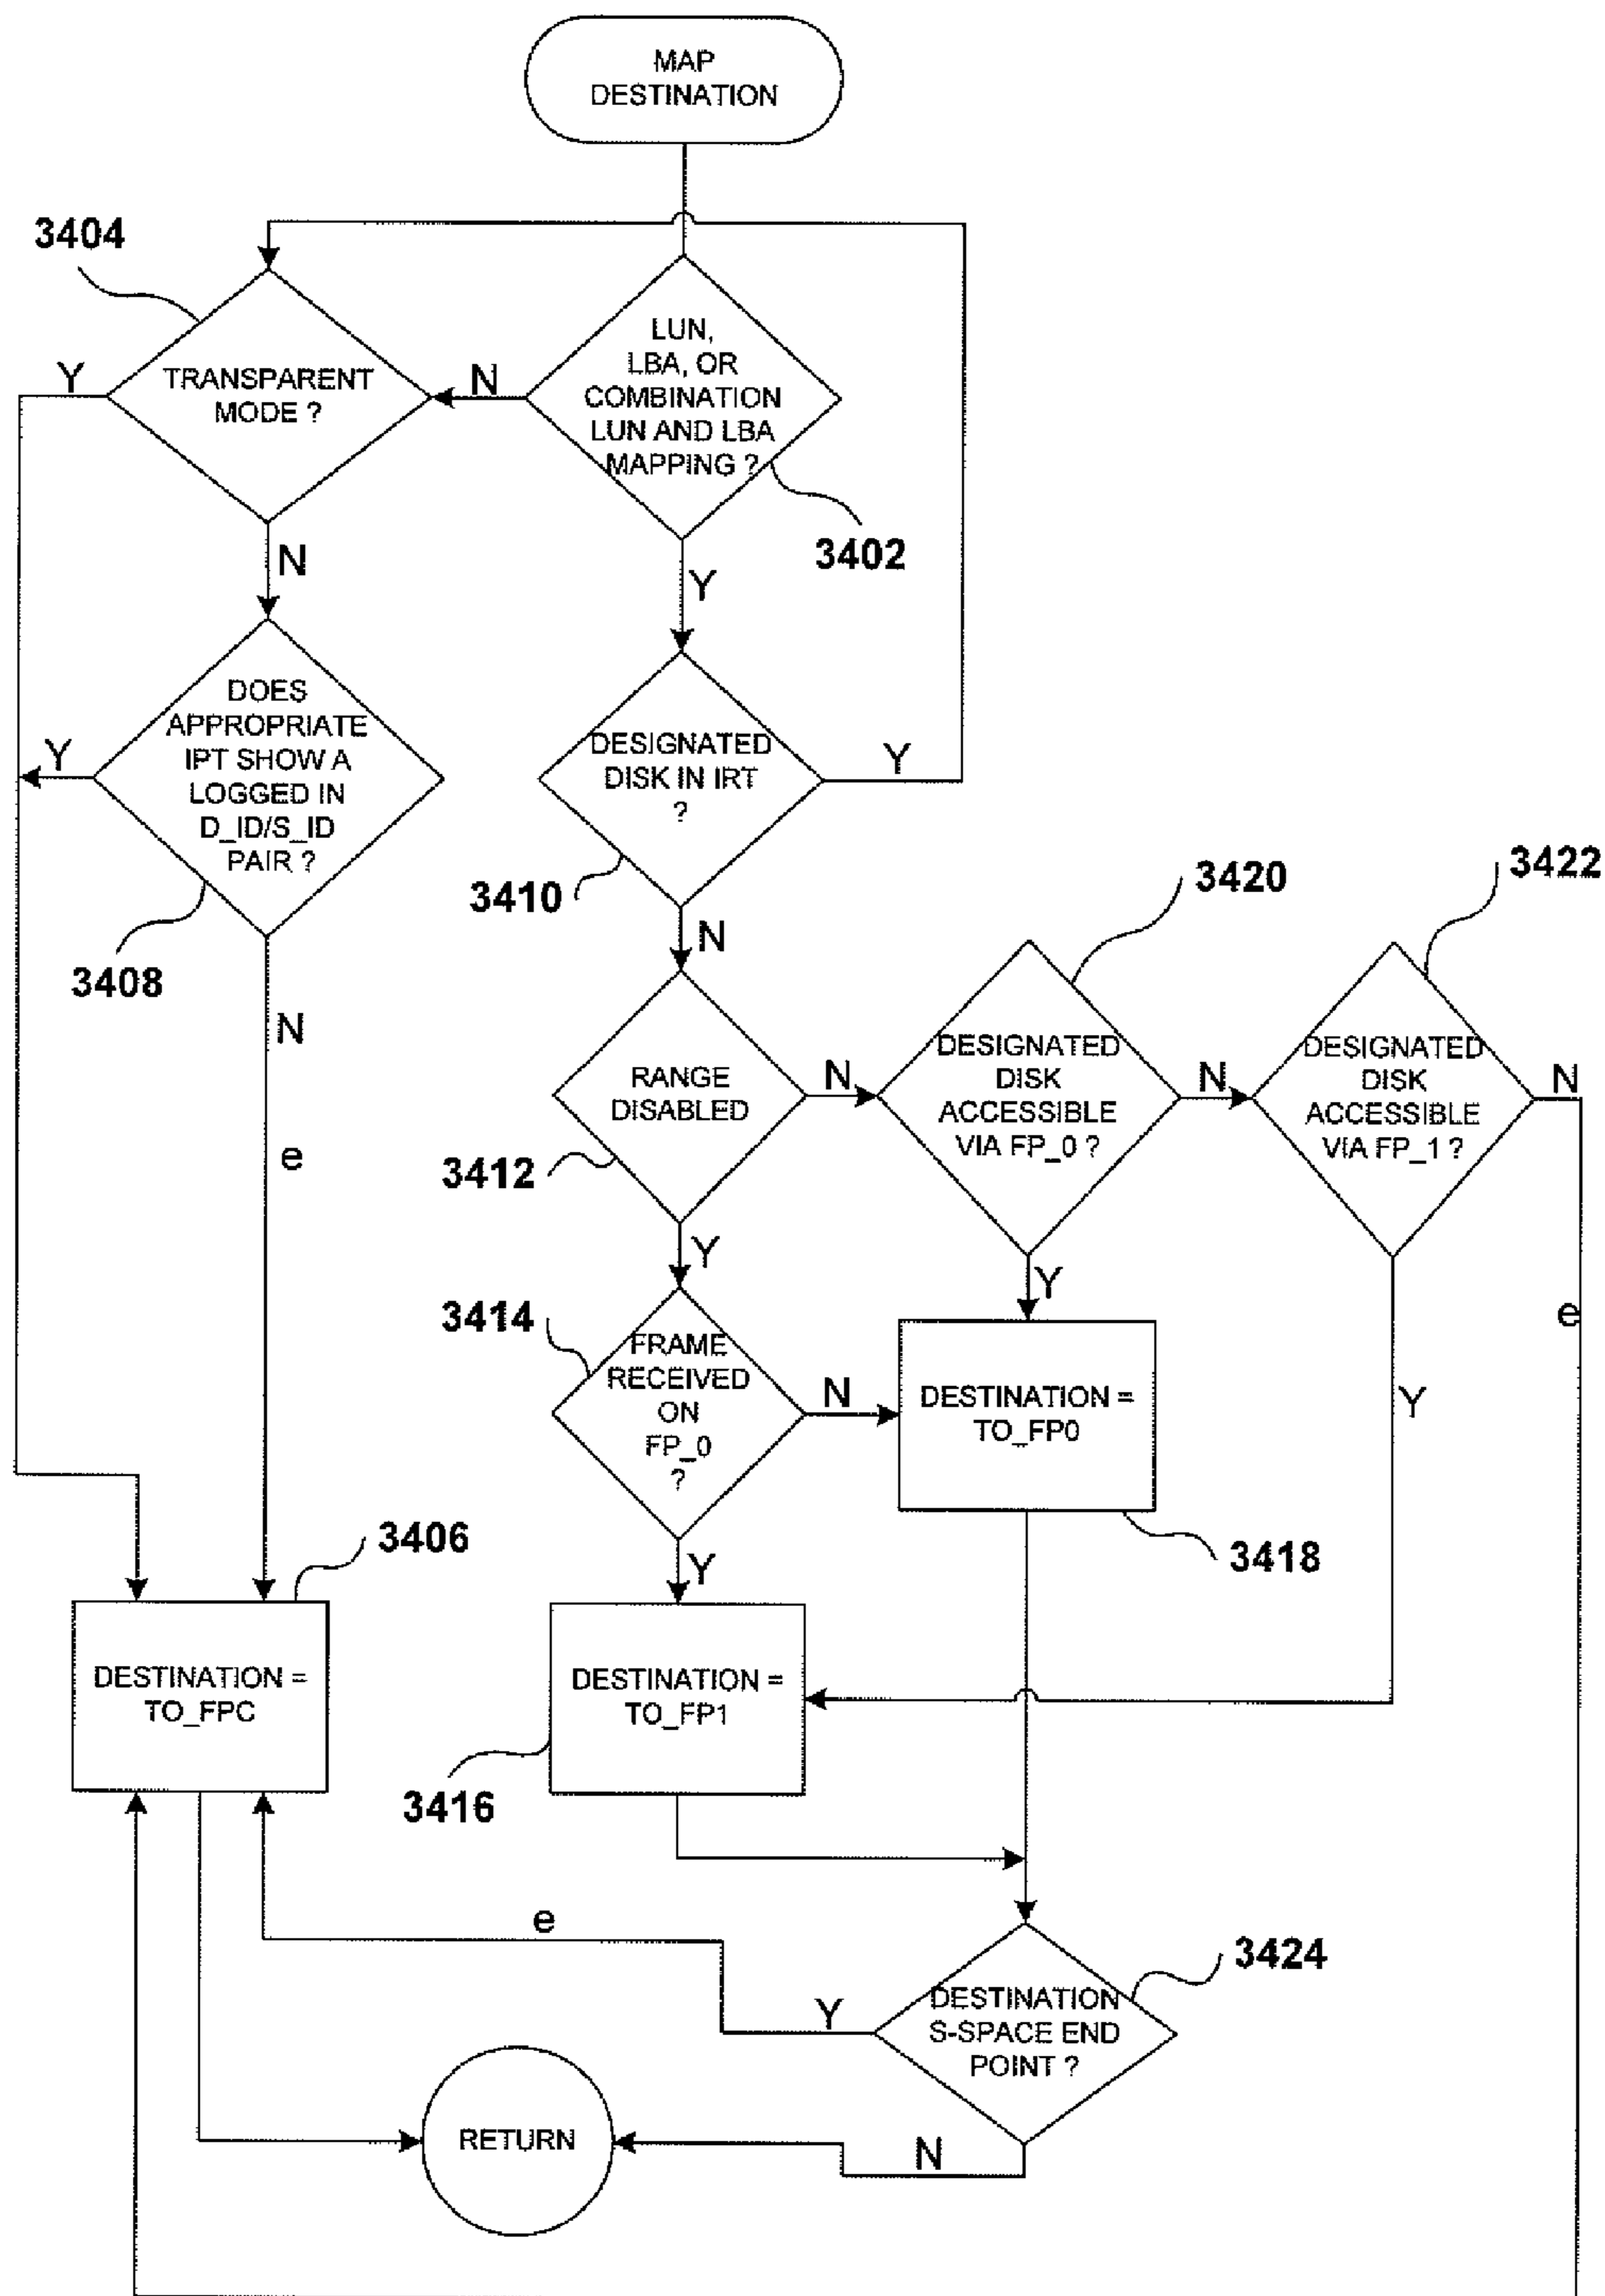 MAP
DESTINATION
3404
TRANSPARENT
MODE ?
Y
N
LUN,
LBA, OR
COMBINATION
LUN AND LBA
MAPPING ?
3402
N
Y
DOES
APPROPRIATE
IPT SHOW A
LOGGED IN
D_ID/S_ID
PAIR ?
Y
3408
N
e
DESIGNATED
DISK IN IRT
?
Y
3410
N
3420
3422
RANGE
DISABLED
N
3412
Y
DESIGNATED
DISK
ACCESSIBLE
VIA FP_0 ?
N
Y
DESIGNATED
DISK
ACCESSIBLE
VIA FP_1 ?
N
e
Y
3414
FRAME
RECEIVED
ON
FP_0
?
N
Y
DESTINATION =
TO_FP0
3418
3406
DESTINATION =
TO_FPC
DESTINATION =
TO_FP1
3416
e
3424
DESTINATION
S-SPACE END
POINT ?
Y
N
RETURN